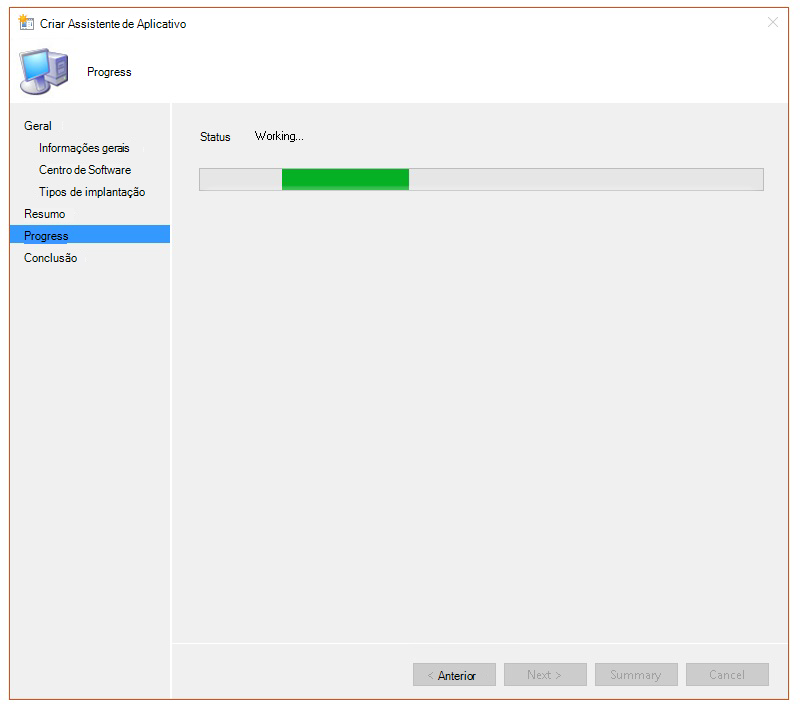 Criar Assistente de Aplicativo
Progress
Geral
Informações gerais
Centro de Software
Tipos de implantação
Resumo
Progress
Conclusão
Status Working...
< Anterior Next > Summary Cancel